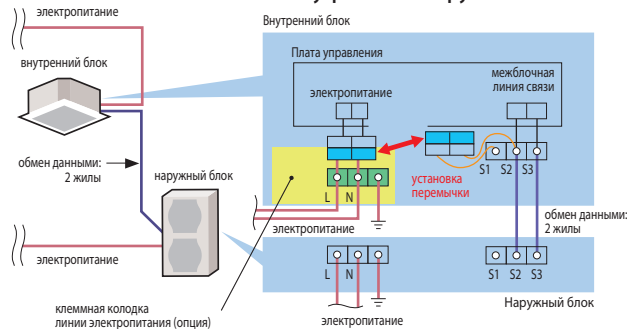 электропитание
Внутренний блок
внутренний блок
Плата управления
электропитание
межблочная
линия связи
S1 S2 S3
установка
перемычки
обмен данными:
2 жилы
наружный блок
L N
электропитание
обмен данными:
2 жилы
электропитание
L N
S1 S2 S3
Наружный блок
клеммная колодка
линии электропитания (опция)
электропитание